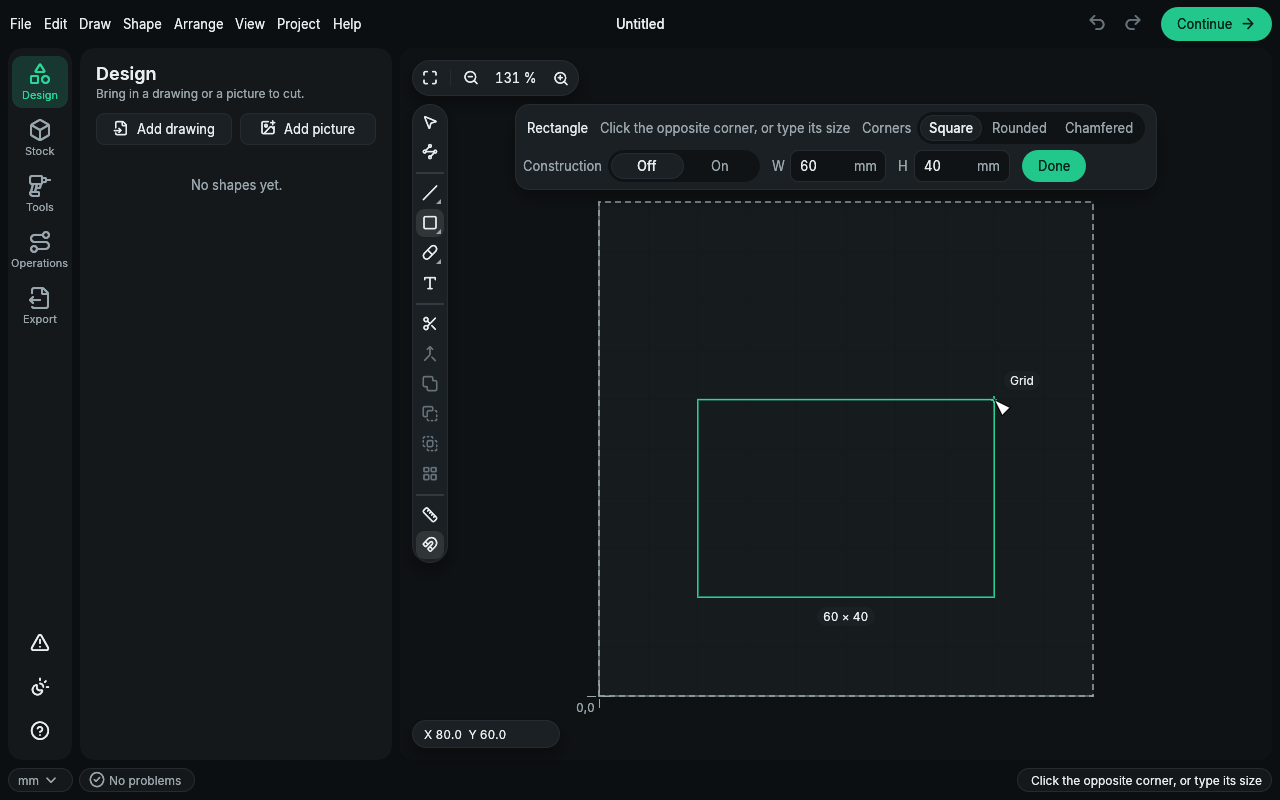 File Edit Draw Shape Arrange View Project Help
Untitled
Continue
Design
Stock
Tools
Operations
Export
Design
Bring in a drawing or a picture to cut.
Add drawing
Add picture
No shapes yet.
131 %
Rectangle Click the opposite corner, or type its size Corners Square Rounded Chamfered
Construction Off On W 60 mm H 40 mm Done
Grid
60 × 40
0,0
X 80.0 Y 60.0
mm
No problems
Click the opposite corner, or type its size